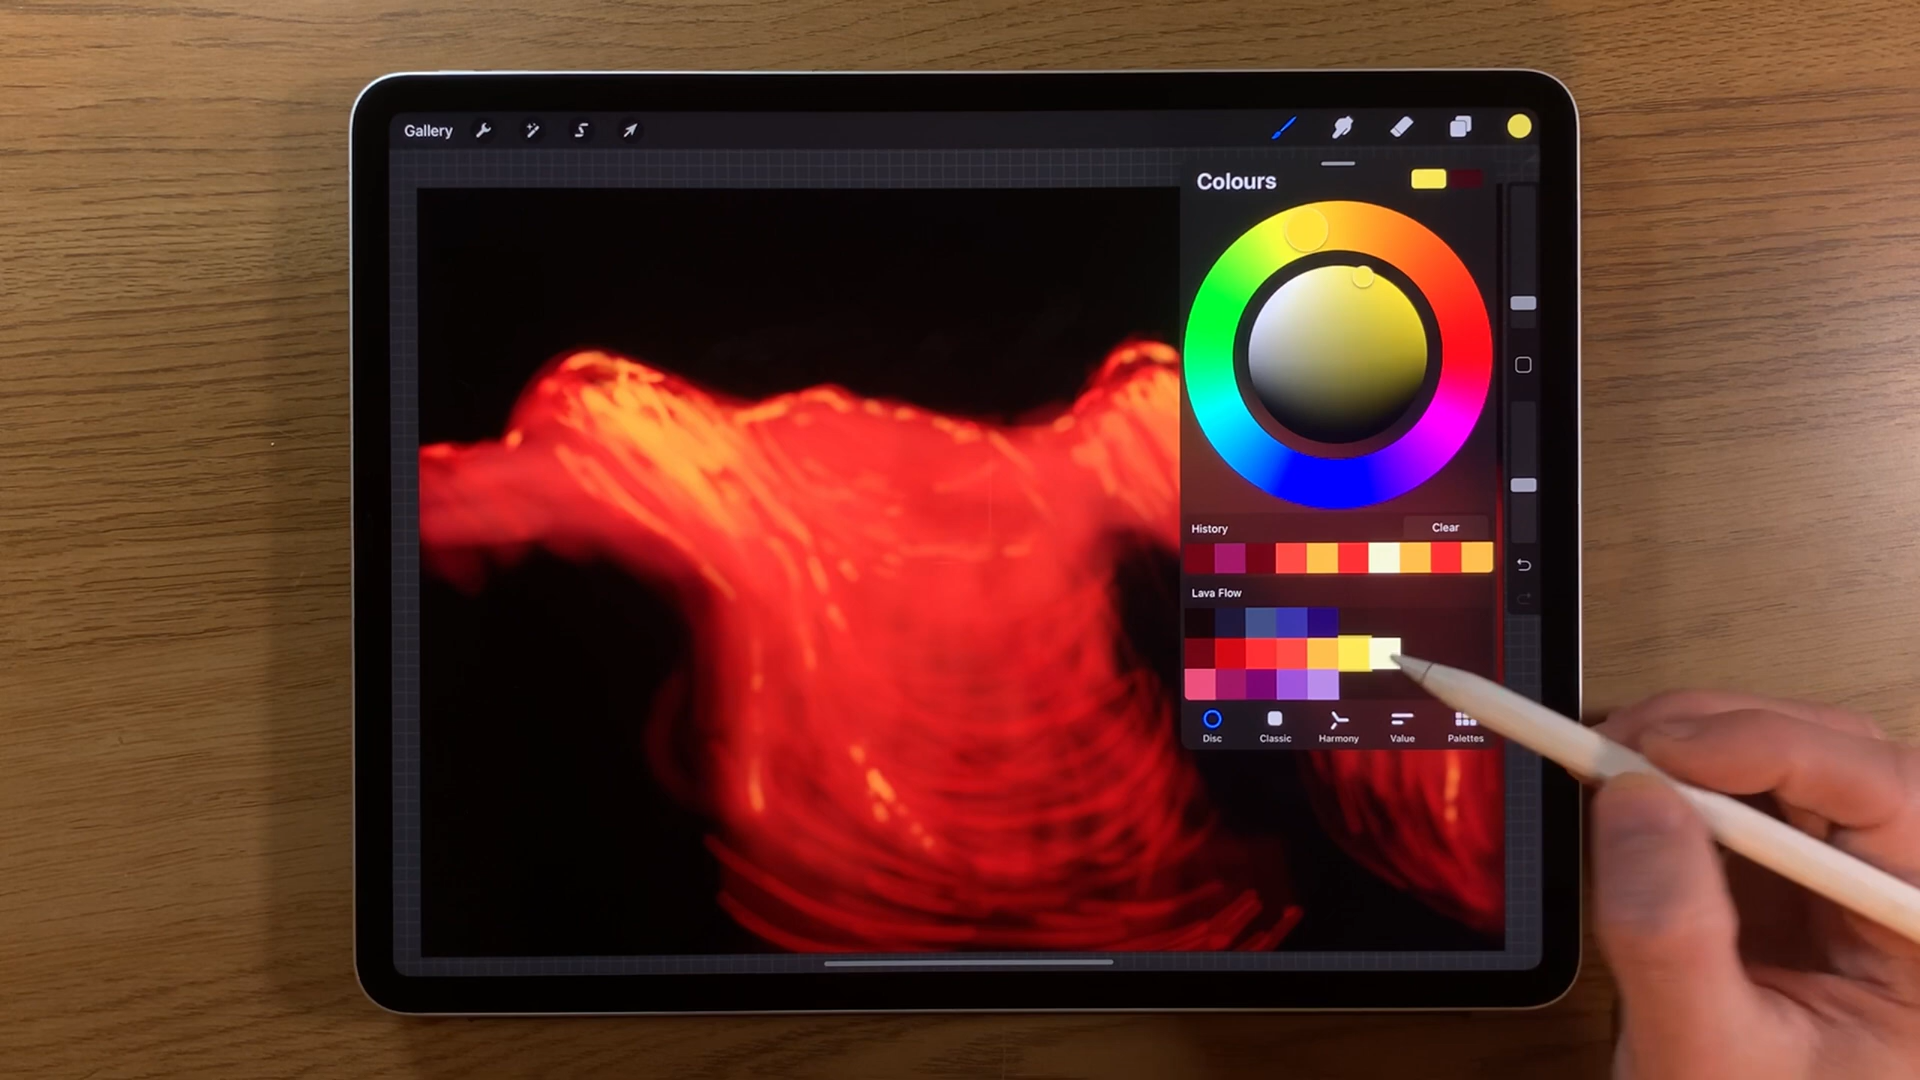 Gallery
Colours
History
Clear
Lava Flow
Disc
Classic
Harmony
Value
Palettes